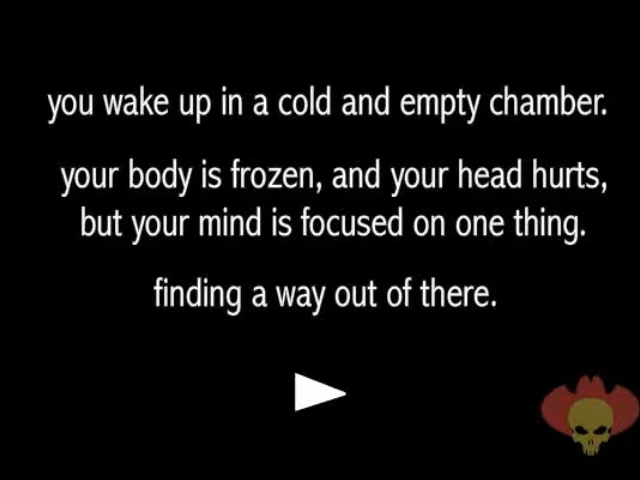 you wake up in a cold and empty chamber.
your body is frozen, and your head hurts,
but your mind is focused on one thing.
finding a way out of there.